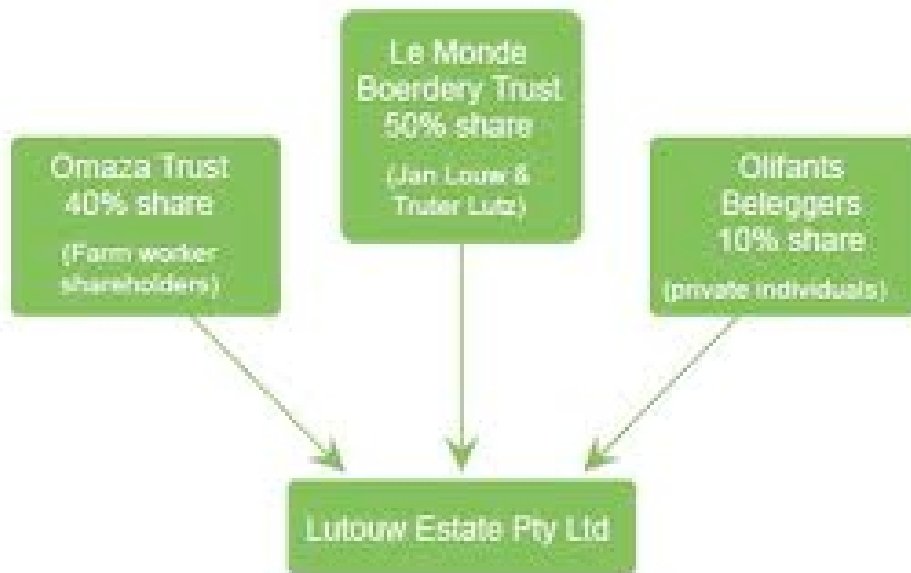 Omaza Trust
40% share
(Farm worker
shareholders)
Le Monde
Boerdery Trust
50% share
(Jan Louw &
Truter Lutz)
Olifants
Beleggers
10% share
(private individuals)
Lutouw Estate Pty Ltd